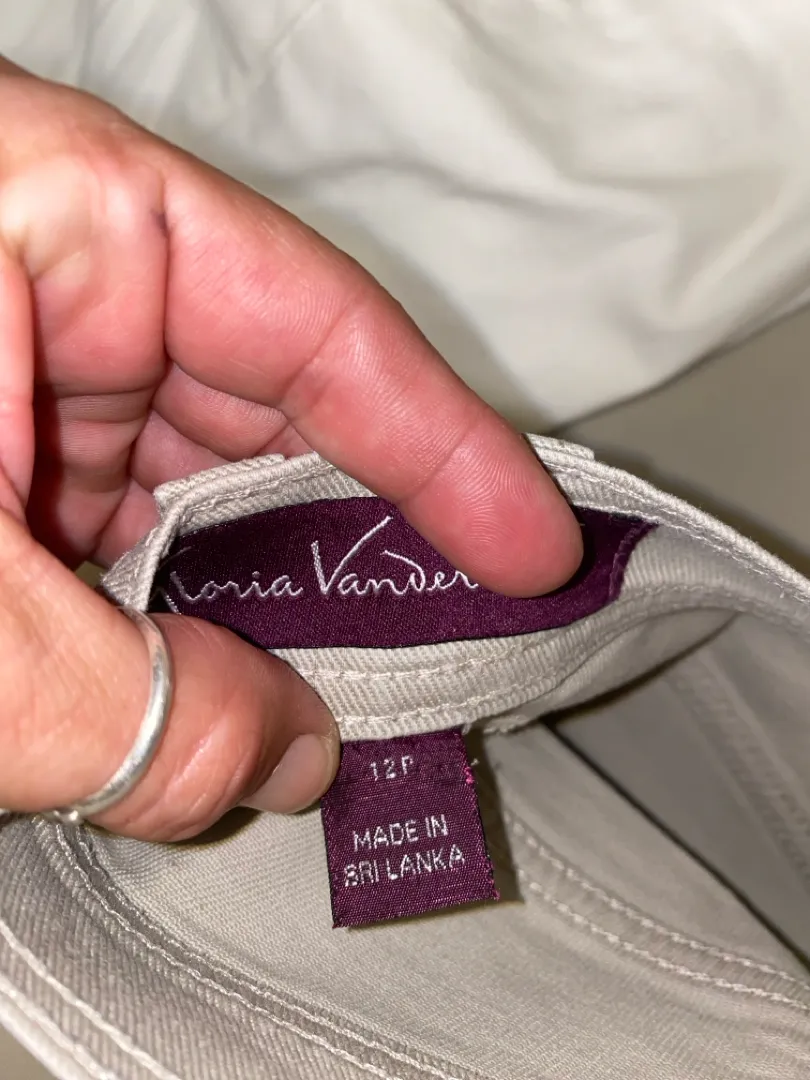 loria Vander
12P
MADE IN
SRI LANKA